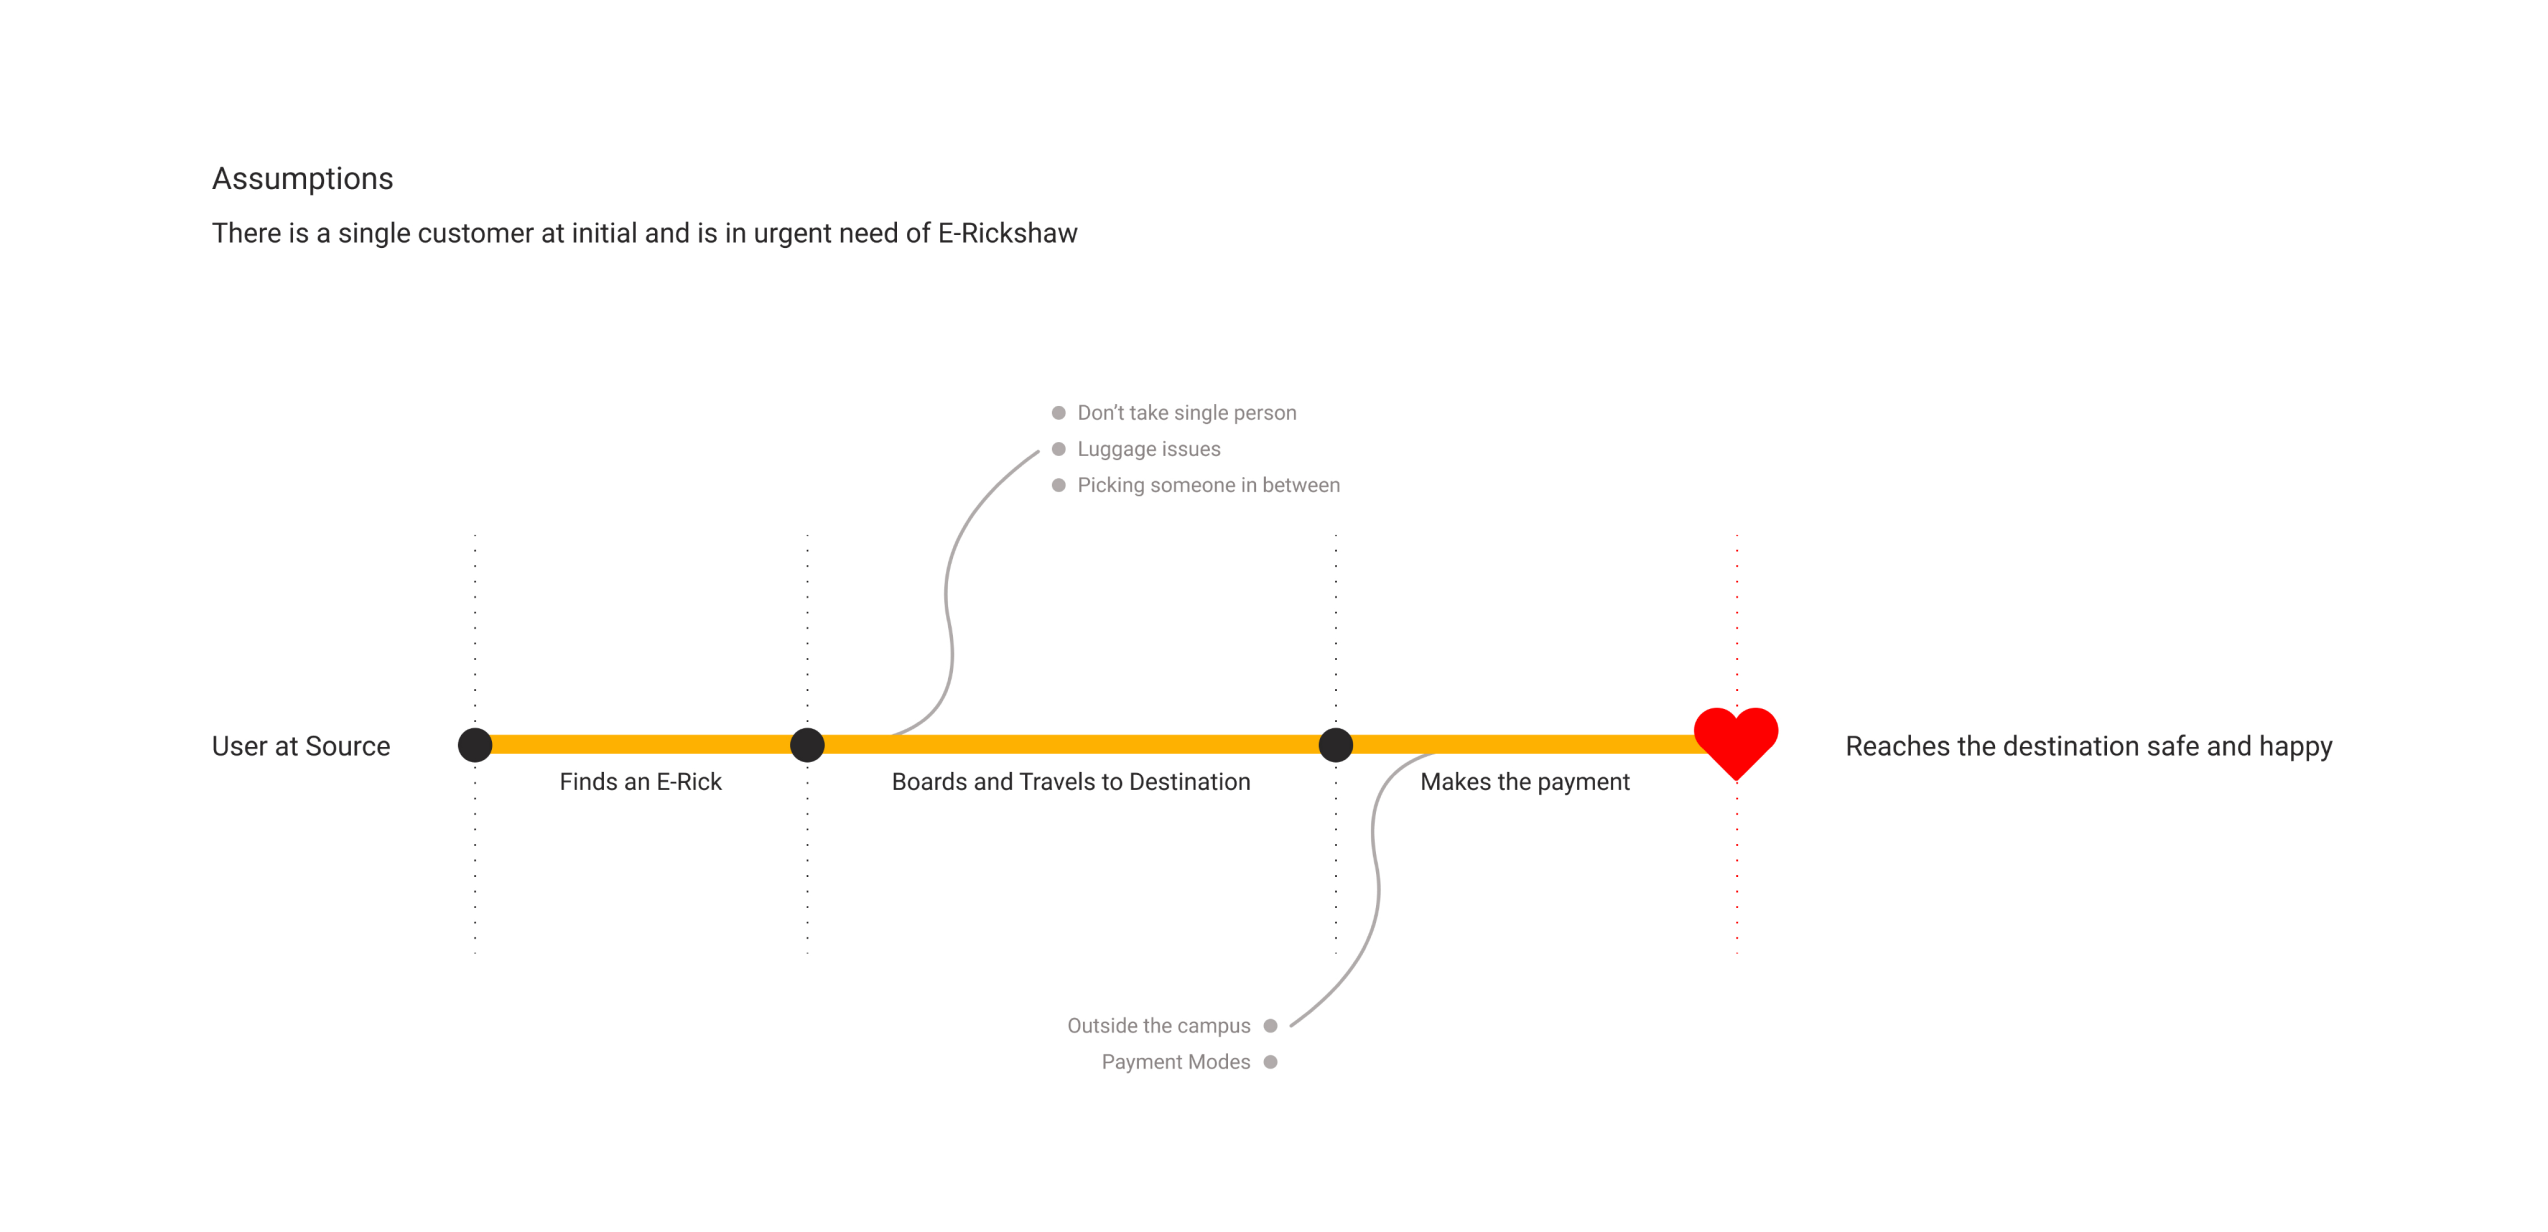 Assumptions
There is a single customer at initial and is in urgent need of E-Rickshaw
Don’t take single person
Luggage issues
Picking someone in between
User at Source
Finds an E-Rick
Boards and Travels to Destination
Makes the payment
Reaches the destination safe and happy
Outside the campus
Payment Modes